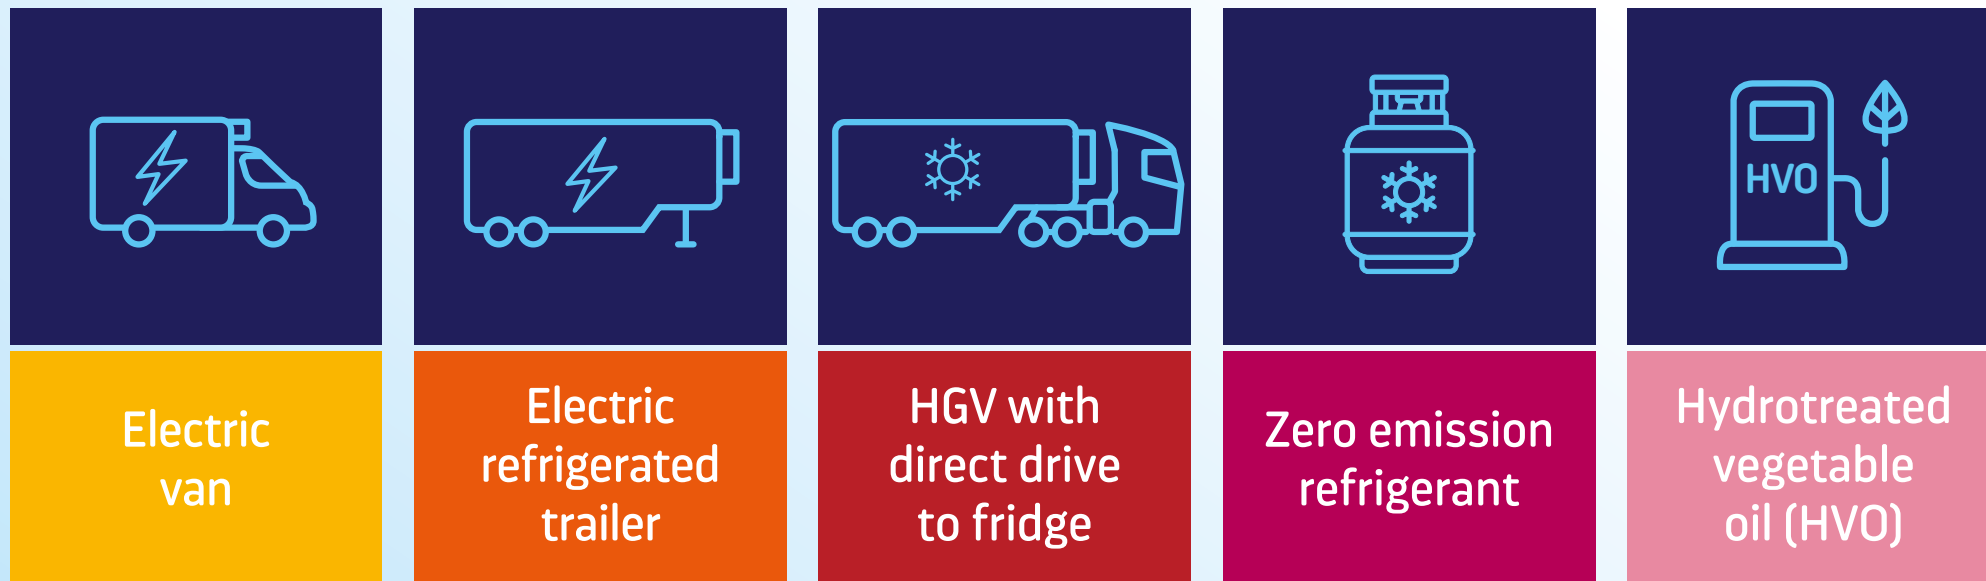 HVO
Electric
van
Electric
refrigerated
trailer
HGV with
direct drive
to fridge
Zero emission
refrigerant
Hydrotreated
vegetable
oil (HVO)